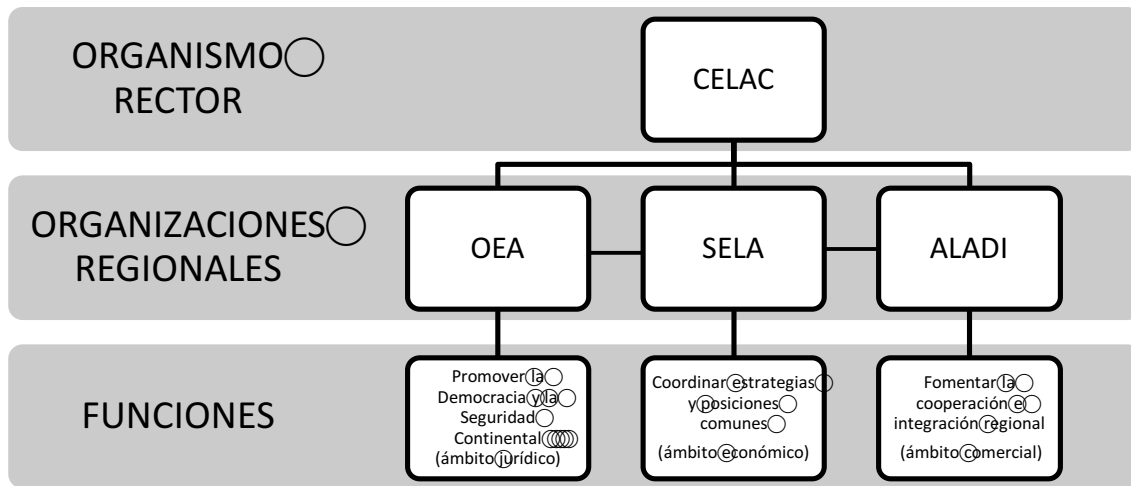 ORGANISMO
RECTOR
CELAC
ORGANIZACIONES
REGIONALES
OEA
SELA
ALADI
FUNCIONES
Promover la
Democracia y la
Seguridad
Continental
(ámbito jurídico)
Coordinar estrategias
y posiciones
comunes
(ámbito económico)
Fomentar la
cooperación e
integración regional
(ámbito comercial)